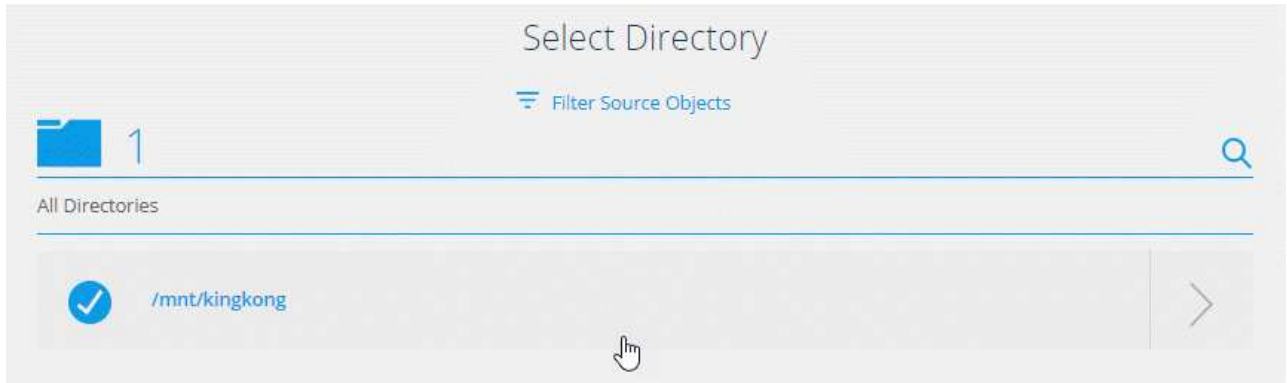 Select Directory
Filter Source Objects
1
All Directories
/mnt/kingkong